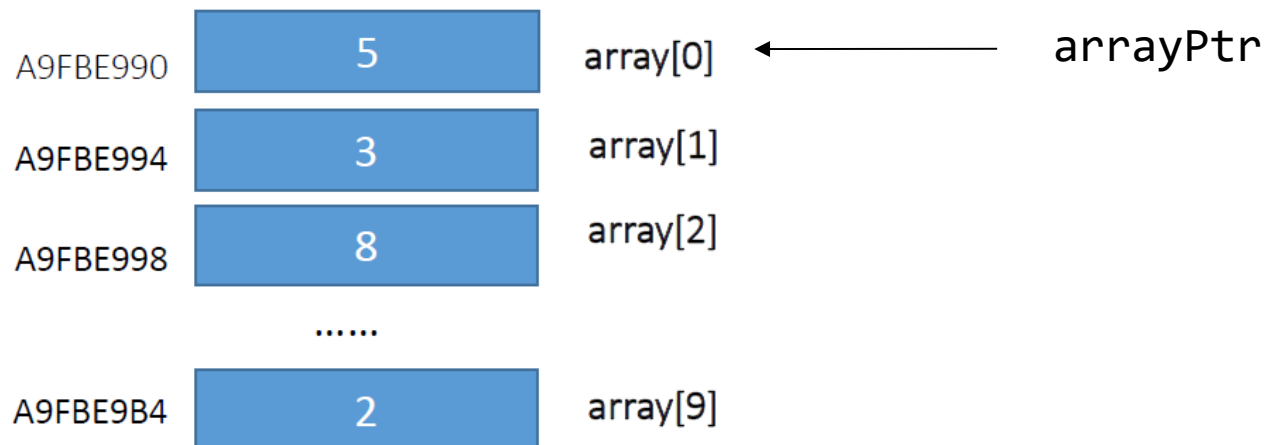 A9FBE990 5 array[0] arrayPtr
A9FBE994 3 array[1]
A9FBE998 8 array[2]
......
A9FBE9B4 2 array[9]